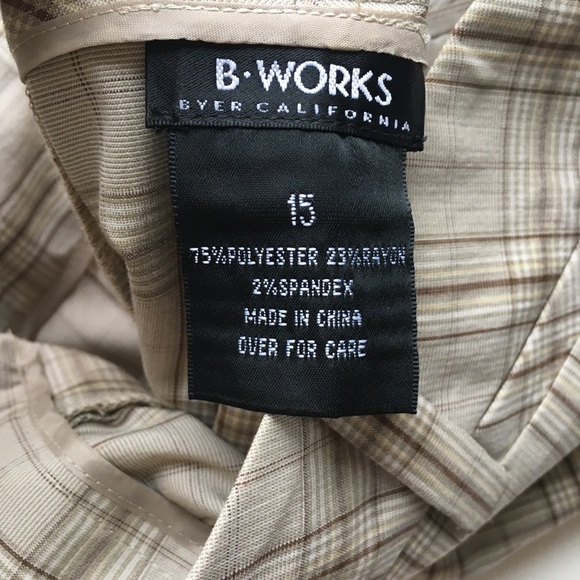 B·WORKS
BYER CALIFORNIA
15
75%POLYESTER 23%RAYON
2%SPANDEX
MADE IN CHINA
OVER FOR CARE